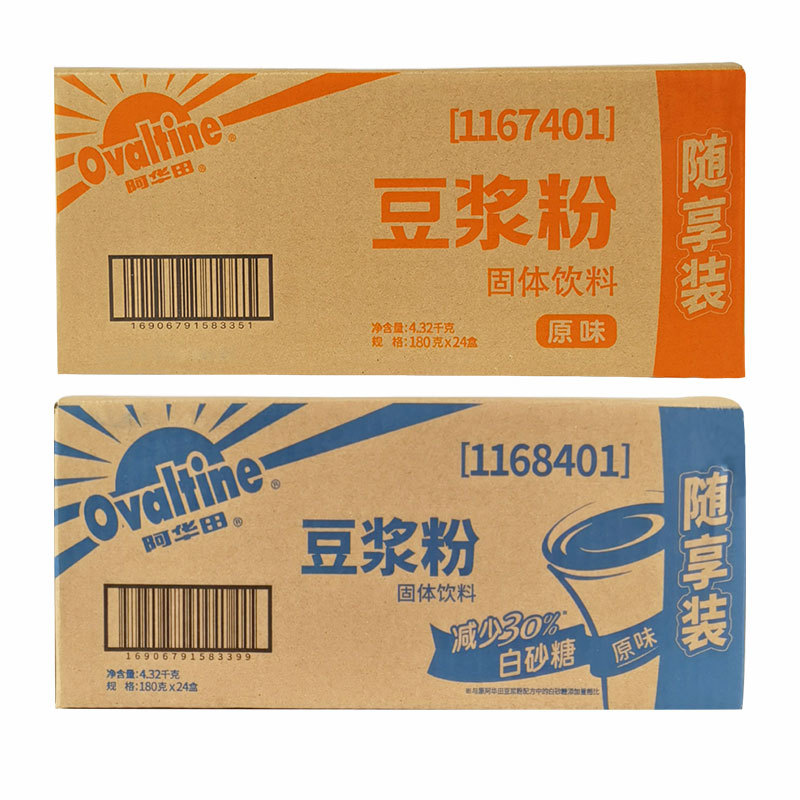 Ovaltine®
阿华田®
[1167401]
豆浆粉
固体饮料
原味
随享装
16906791583351
净含量:4.32千克
规 格:180克x24盒
Ovaltine®
阿华田®
[1168401]
豆浆粉
固体饮料
减少30%*
白砂糖
原味
随享装
16906791583399
净含量:4.32千克
规 格:180克x24盒